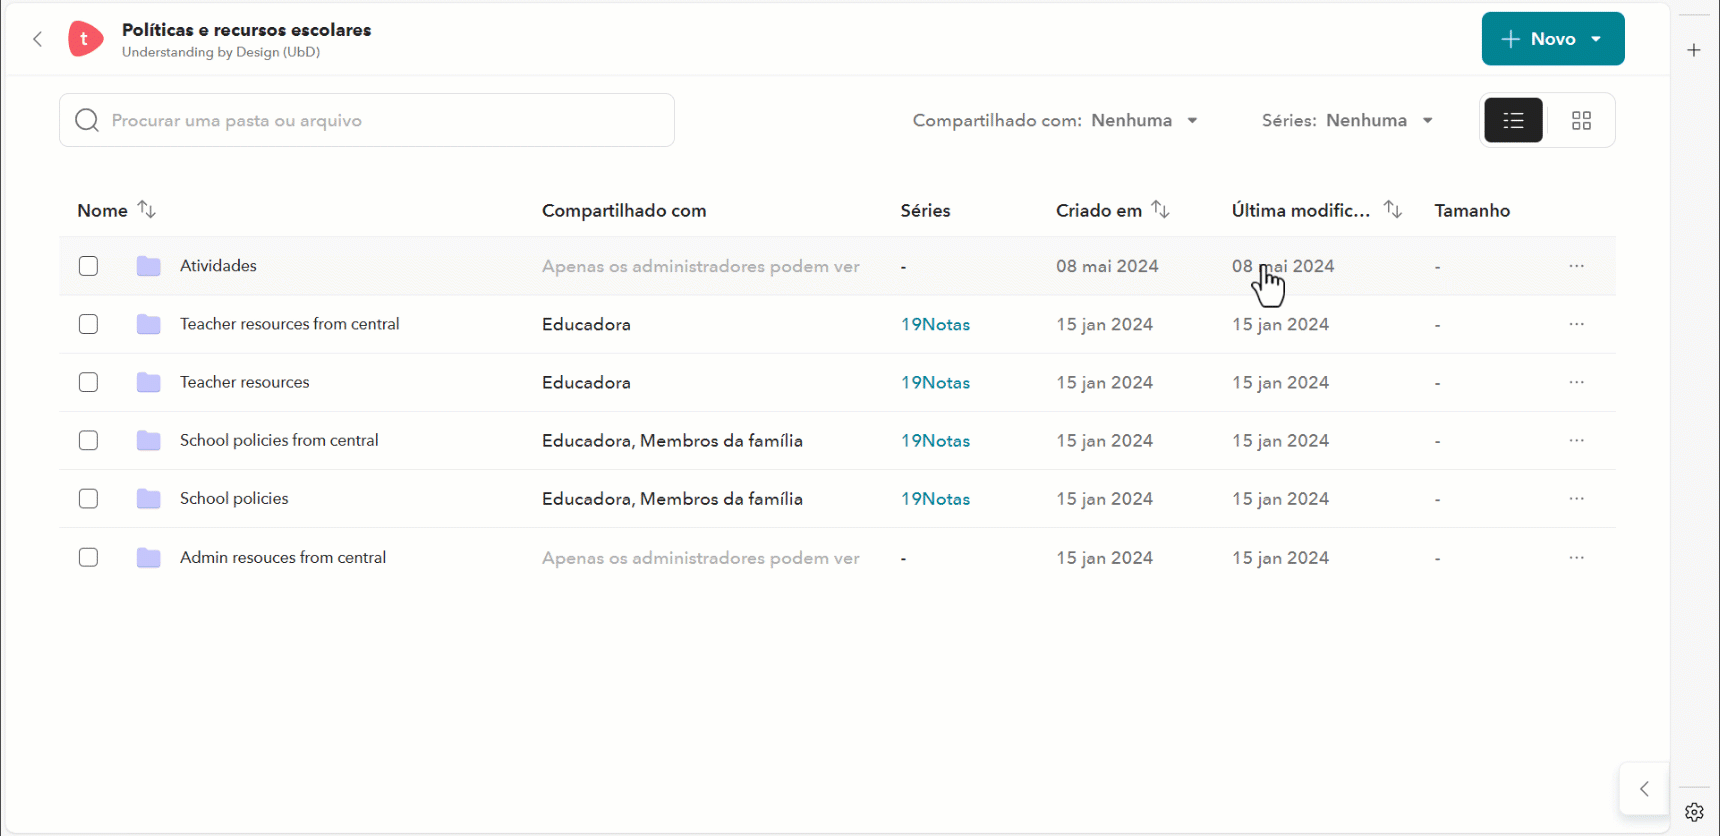 t
Políticas e recursos escolares
Understanding by Design (UbD)
Novo
Procurar uma pasta ou arquivo
Compartilhado com: Nenhuma
Séries: Nenhuma
Nome Compartilhado com Séries Criado em Última modific... Tamanho
Atividades Apenas os administradores podem ver - 08 mai 2024 08 mai 2024 -
Teacher resources from central Educadora 19Notas 15 jan 2024 15 jan 2024 -
Teacher resources Educadora 19Notas 15 jan 2024 15 jan 2024 -
School policies from central Educadora, Membros da família 19Notas 15 jan 2024 15 jan 2024 -
School policies Educadora, Membros da família 19Notas 15 jan 2024 15 jan 2024 -
Admin resouces from central Apenas os administradores podem ver - 15 jan 2024 15 jan 2024 -